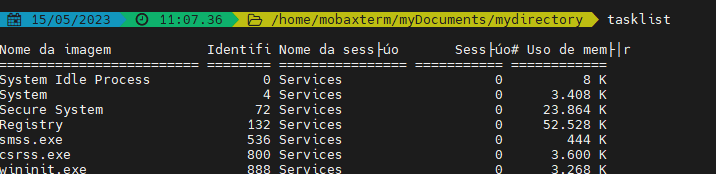 15/05/2023 11:07.36 /home/mobaxterm/myDocuments/mydirectory tasklist
Nome da imagem Identifi Nome da sess├úo Sess├úo# Uso de mem├│r
========================= ======== ================ =========== ============
System Idle Process 0 Services 0 8 K
System 4 Services 0 3.408 K
Secure System 72 Services 0 23.864 K
Registry 132 Services 0 52.528 K
smss.exe 536 Services 0 444 K
csrss.exe 800 Services 0 3.600 K
wininit.exe 888 Services 0 3.268 K